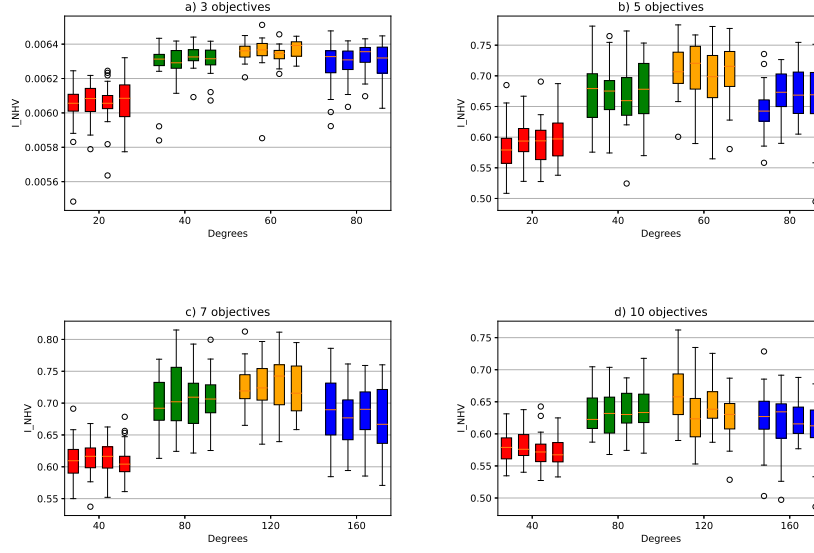 a) 3 objectives
0.0064
0.0062
0.0060
0.0058
0.0056
I_NHV
20 40 60 80
Degrees
b) 5 objectives
0.75
0.70
0.65
0.60
0.55
0.50
I_NHV
20 40 60 80
Degrees
c) 7 objectives
0.80
0.75
0.70
0.65
0.60
0.55
I_NHV
40 80 120 160
Degrees
d) 10 objectives
0.75
0.70
0.65
0.60
0.55
0.50
I_NHV
40 80 120 160
Degrees